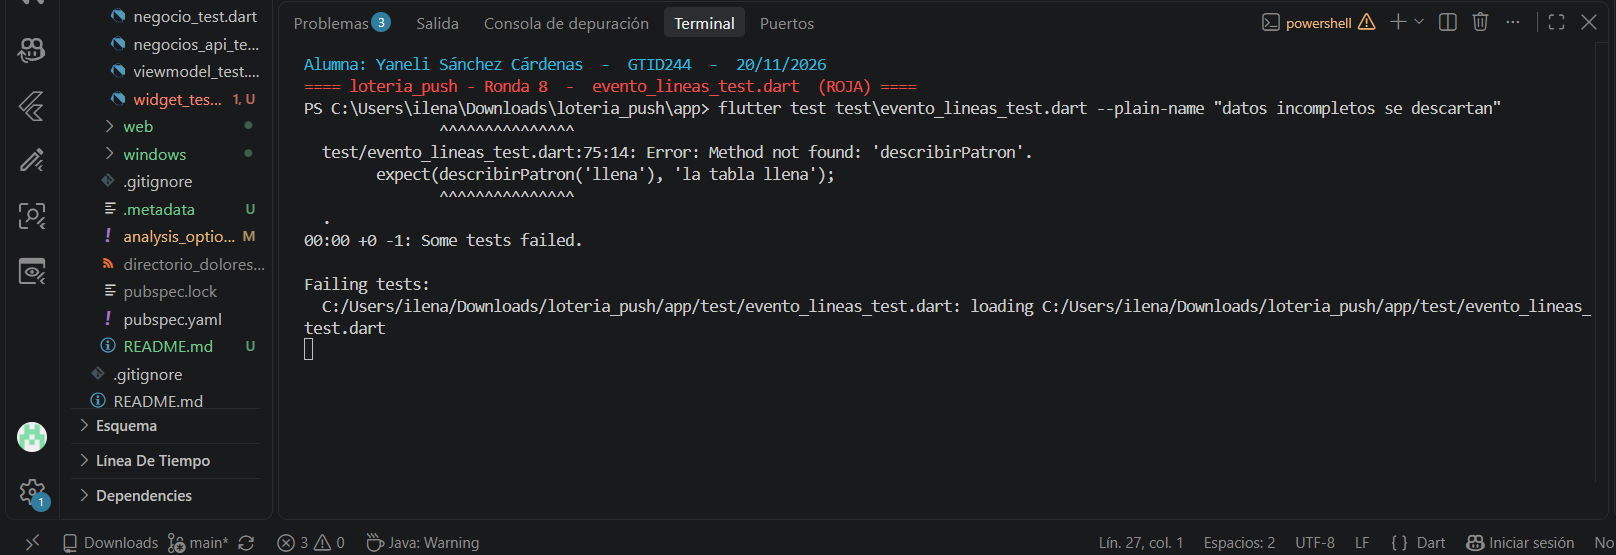 negocio_test.dart
negocios_api_te...
viewmodel_test....
widget_tes... 1, U
web
windows
.gitignore
.metadata U
analysis_optio... M
directorio_dolores...
pubspec.lock
pubspec.yaml
README.md U
.gitignore
README.md
Esquema
Línea De Tiempo
Dependencies
1
Problemas 3 Salida Consola de depuración Terminal Puertos
powershell
Alumna: Yaneli Sánchez Cárdenas - GTID244 - 20/11/2026
==== loteria_push - Ronda 8 - evento_lineas_test.dart (ROJA) ====
PS C:\Users\ilena\Downloads\loteria_push\app> flutter test test\evento_lineas_test.dart --plain-name "datos incompletos se descartan"
^^^^^^^^^^^^^^^
test/evento_lineas_test.dart:75:14: Error: Method not found: 'describirPatron'.
expect(describirPatron('llena'), 'la tabla llena');
^^^^^^^^^^^^^^^
.
00:00 +0 -1: Some tests failed.
Failing tests:
C:/Users/ilena/Downloads/loteria_push/app/test/evento_lineas_test.dart: loading C:/Users/ilena/Downloads/loteria_push/app/test/evento_lineas_
test.dart
Downloads main* 3 0 Java: Warning
Lín. 27, col. 1 Espacios: 2 UTF-8 LF { } Dart Iniciar sesión No